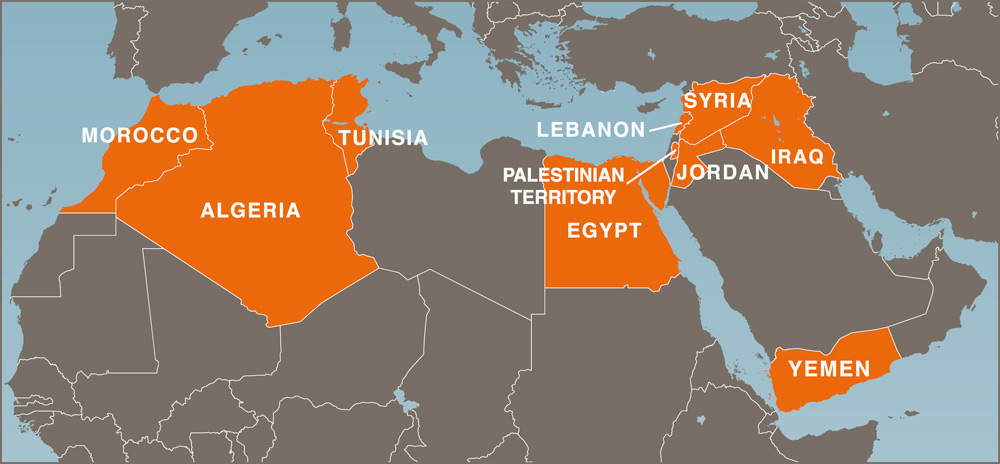 SYRIA
MOROCCO
TUNISIA
LEBANON
IRAQ
PALESTINIAN
TERRITORY
JORDAN
ALGERIA
EGYPT
YEMEN